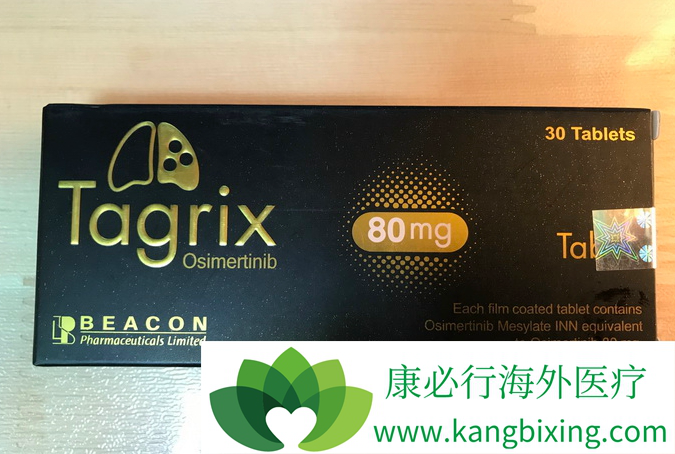 30 Tablets
Tagrix
Osimertinib
80mg
Each film coated tablet contains
Osimertinib Mesylate INN equivalent
BEACON
Pharmaceuticals Limited
康必行海外医疗
www.kangbixing.com